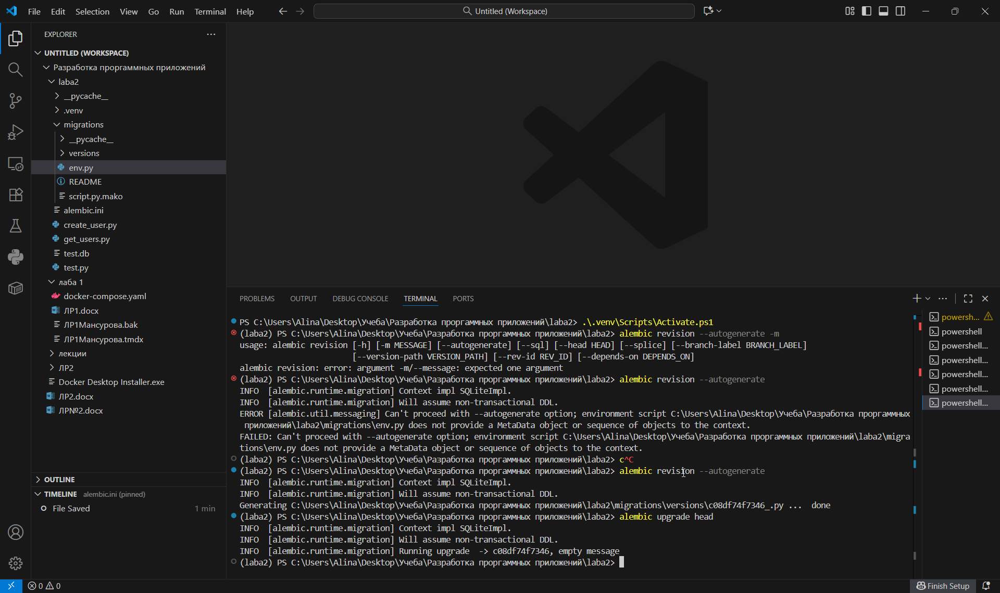 File Edit Selection View Go Run Terminal Help
Untitled (Workspace)
EXPLORER
UNTITLED (WORKSPACE)
Разработка проргаммных приложений
laba2
__pycache__
.venv
migrations
__pycache__
versions
env.py
README
script.py.mako
alembic.ini
create_user.py
get_users.py
test.db
test.py
лаба 1
docker-compose.yaml
ЛР1.docx
ЛР1Мансурова.bak
ЛР1Мансурова.tmdx
лекции
ЛР2
Docker Desktop Installer.exe
ЛР2.docx
ЛР№2.docx
OUTLINE
TIMELINE alembic.ini (pinned)
File Saved 1 min
PROBLEMS OUTPUT DEBUG CONSOLE TERMINAL PORTS
PS C:\Users\Alina\Desktop\Учеба\Разработка проргаммных приложений\laba2> .\.venv\Scripts\Activate.ps1
(laba2) PS C:\Users\Alina\Desktop\Учеба\Разработка проргаммных приложений\laba2> alembic revision --autogenerate -m
usage: alembic revision [-h] [-m MESSAGE] [--autogenerate] [--sql] [--head HEAD] [--splice] [--branch-label BRANCH_LABEL]
[--version-path VERSION_PATH] [--rev-id REV_ID] [--depends-on DEPENDS_ON]
alembic revision: error: argument -m/--message: expected one argument
(laba2) PS C:\Users\Alina\Desktop\Учеба\Разработка проргаммных приложений\laba2> alembic revision --autogenerate
INFO [alembic.runtime.migration] Context impl SQLiteImpl.
INFO [alembic.runtime.migration] Will assume non-transactional DDL.
ERROR [alembic.util.messaging] Can't proceed with --autogenerate option; environment script C:\Users\Alina\Desktop\Учеба\Разработка проргаммных
приложений\laba2\migrations\env.py does not provide a MetaData object or sequence of objects to the context.
FAILED: Can't proceed with --autogenerate option; environment script C:\Users\Alina\Desktop\Учеба\Разработка проргаммных приложений\laba2\migra
tions\env.py does not provide a MetaData object or sequence of objects to the context.
(laba2) PS C:\Users\Alina\Desktop\Учеба\Разработка проргаммных приложений\laba2> c^C
(laba2) PS C:\Users\Alina\Desktop\Учеба\Разработка проргаммных приложений\laba2> alembic revision --autogenerate
INFO [alembic.runtime.migration] Context impl SQLiteImpl.
INFO [alembic.runtime.migration] Will assume non-transactional DDL.
Generating C:\Users\Alina\Desktop\Учеба\Разработка проргаммных приложений\laba2\migrations\versions\c08df74f7346_.py ... done
(laba2) PS C:\Users\Alina\Desktop\Учеба\Разработка проргаммных приложений\laba2> alembic upgrade head
INFO [alembic.runtime.migration] Context impl SQLiteImpl.
INFO [alembic.runtime.migration] Will assume non-transactional DDL.
INFO [alembic.runtime.migration] Running upgrade -> c08df74f7346, empty message
(laba2) PS C:\Users\Alina\Desktop\Учеба\Разработка проргаммных приложений\laba2>
powersh...
powershell
powershell...
powershell...
powershell...
powershell...
powershell...
0 0
Finish Setup